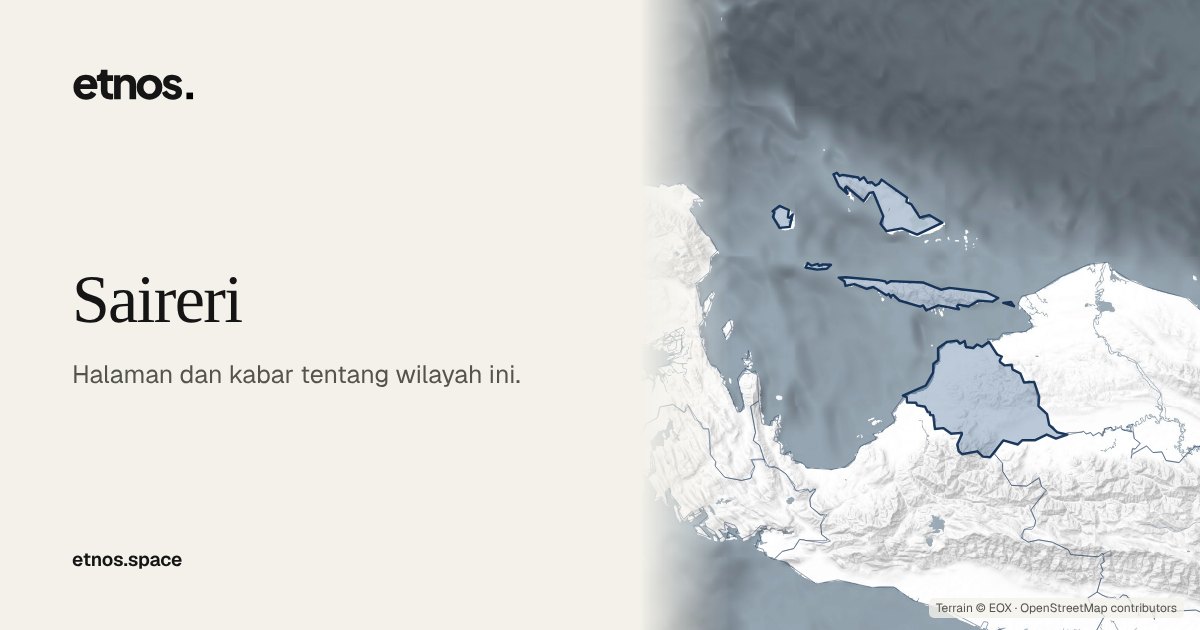 etnos.
Saireri
Halaman dan kabar tentang wilayah ini.
etnos.space
Terrain © EOX · OpenStreetMap contributors